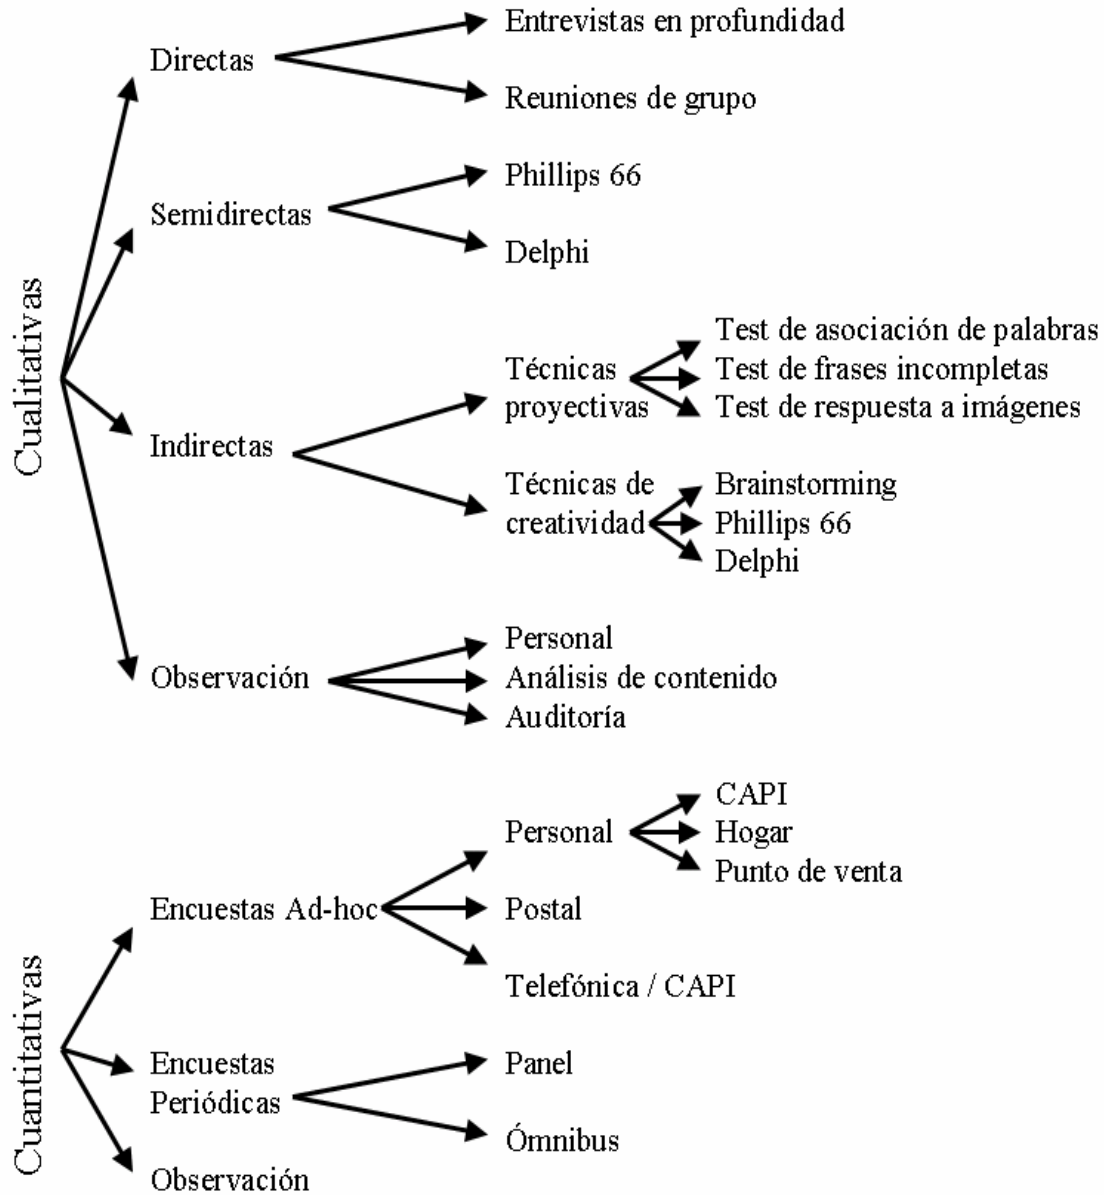 Entrevistas en profundidad
Directas
Reuniones de grupo
Phillips 66
Semidirectas
Delphi
Cualitativas
Test de asociación de palabras
Técnicas
proyectivas
Test de frases incompletas
Test de respuesta a imágenes
Indirectas
Técnicas de
creatividad
Brainstorming
Phillips 66
Delphi
Observación
Personal
Análisis de contenido
Auditoría
Cuantitativas
Encuestas Ad-hoc
Personal
CAPI
Hogar
Punto de venta
Postal
Telefónica / CAPI
Encuestas
Periódicas
Panel
Ómnibus
Observación